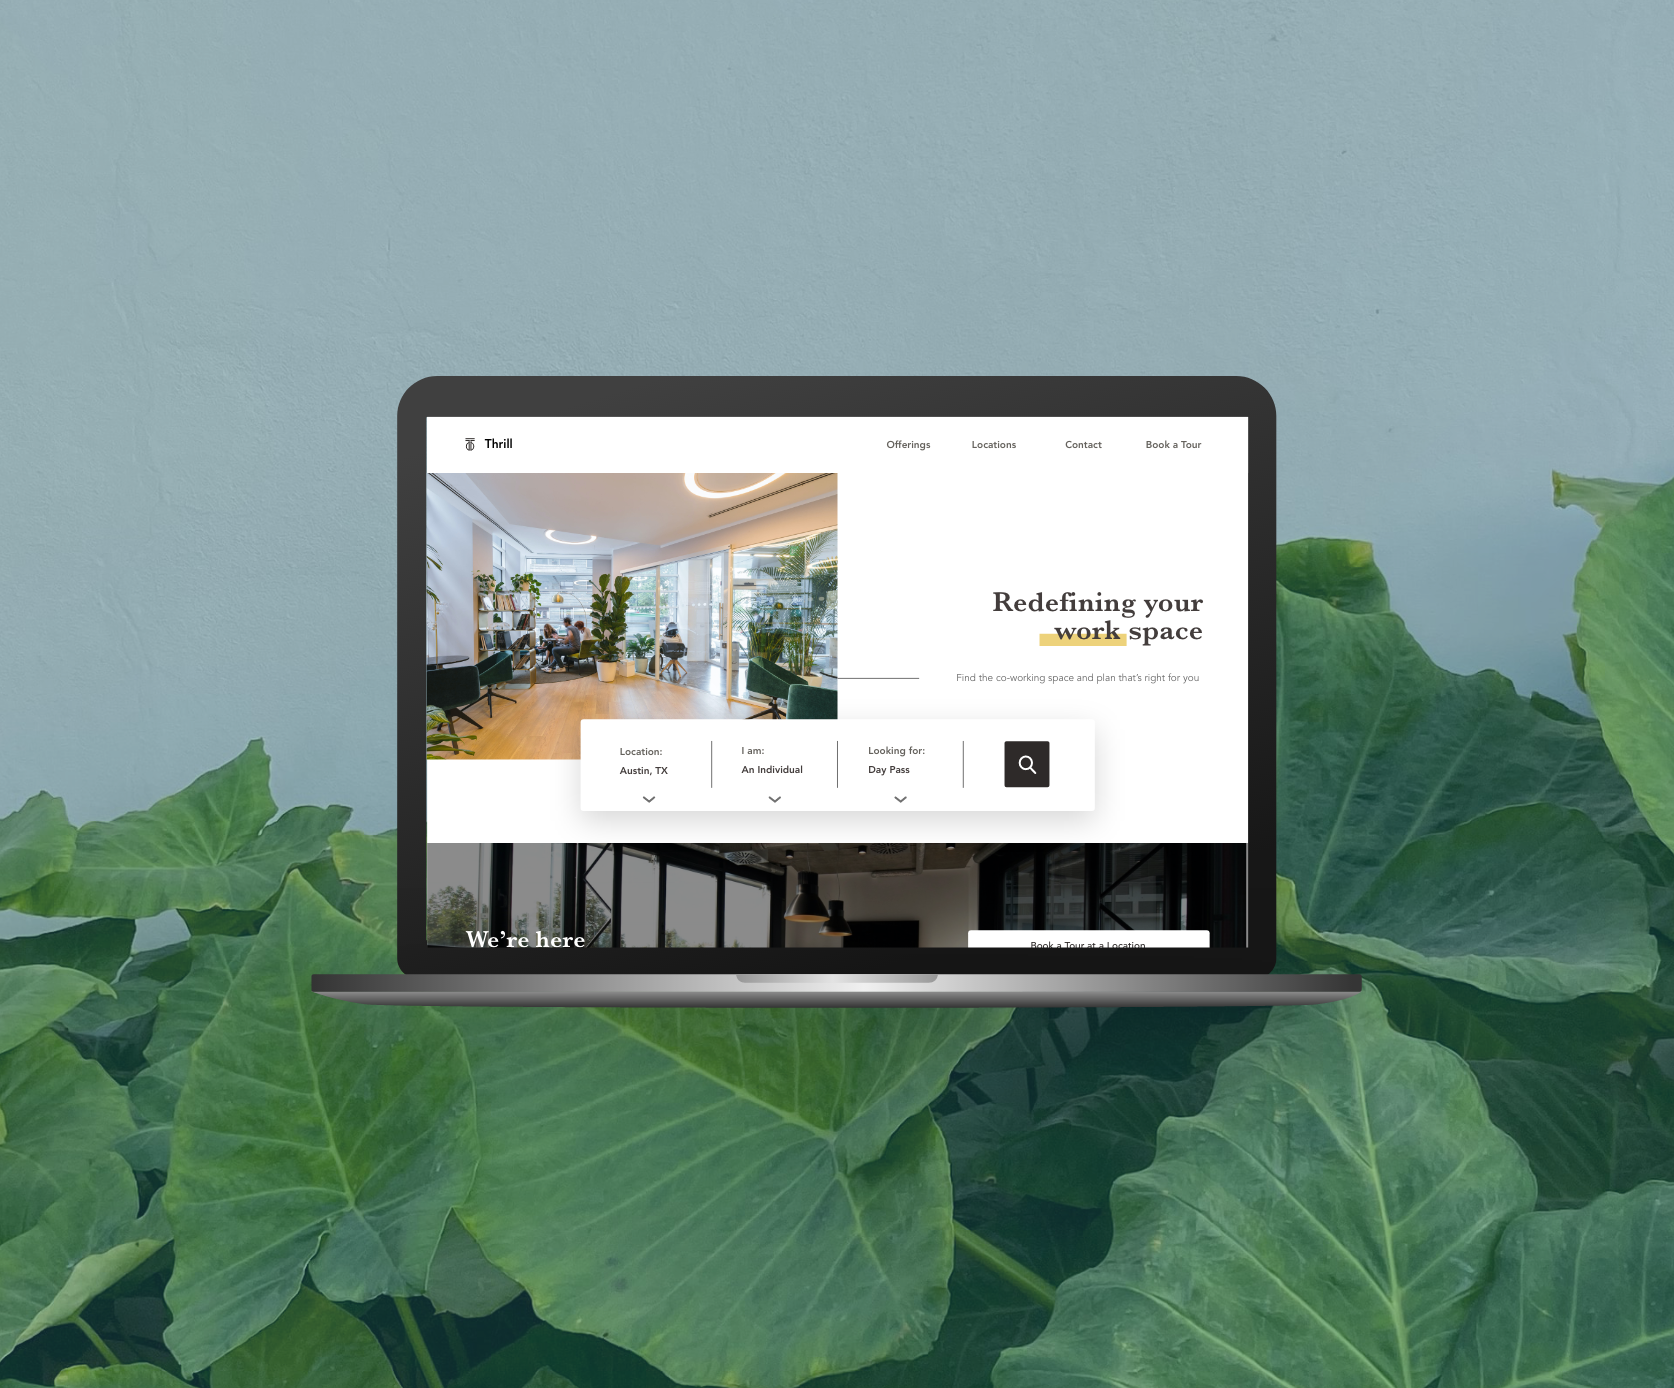 Thrill
Offerings
Locations
Contact
Book a Tour
Redefining your
work space
Find the co-working space and plan that's right for you
Location:
Austin, TX
I am:
An Individual
Looking for:
Day Pass
We're here
Book a Tour at a Location